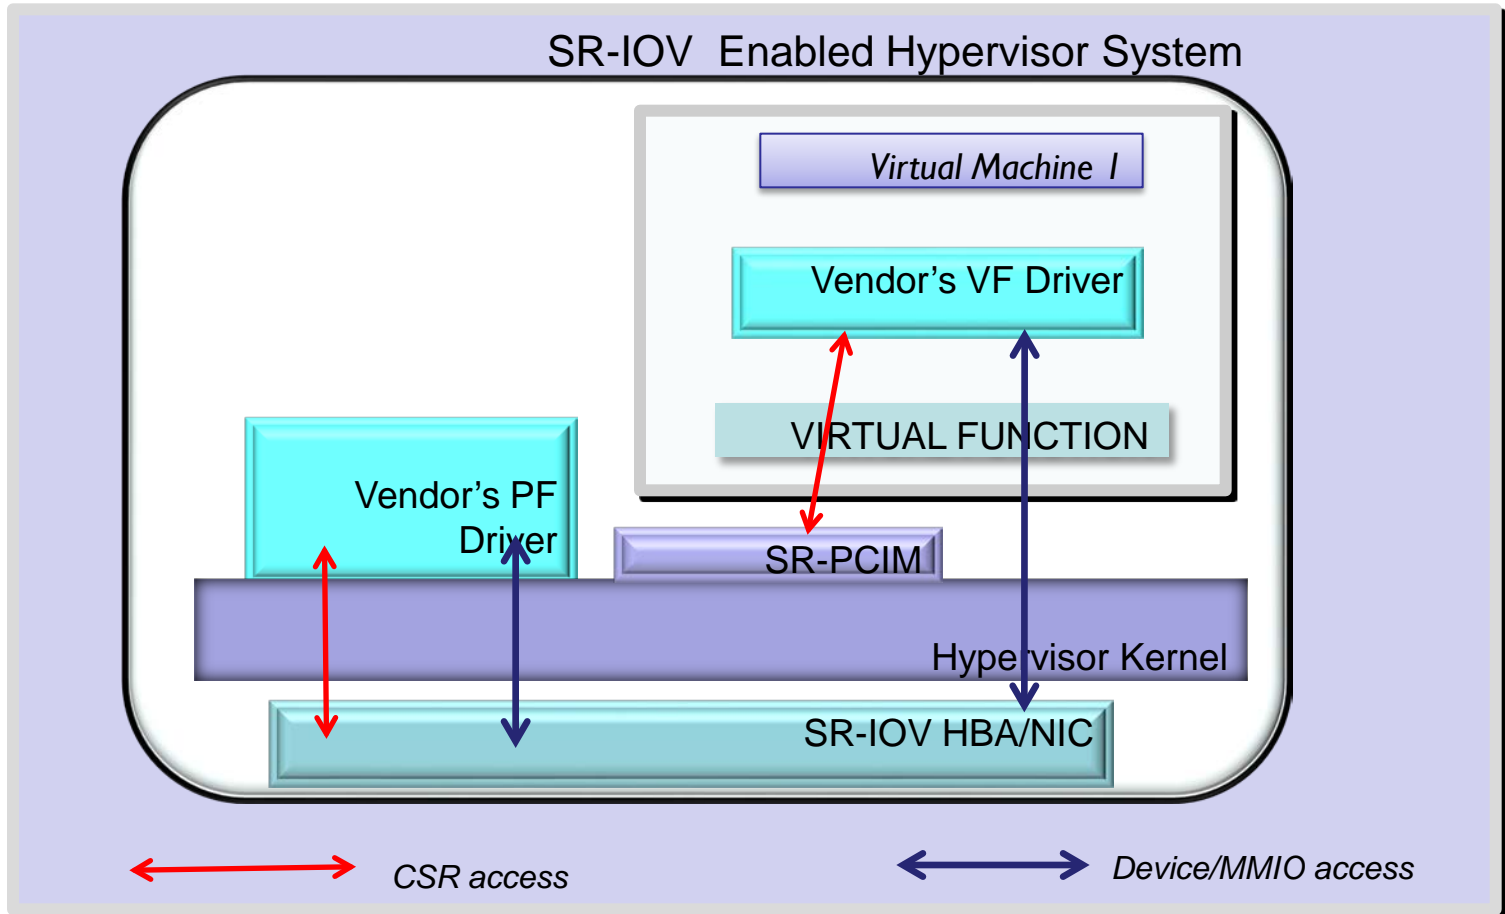 SR-IOV Enabled Hypervisor System
Virtual Machine 1
Vendor's VF Driver
VIRTUAL FUNCTION
Vendor's PF
Driver
SR-PCIM
Hypervisor Kernel
SR-IOV HBA/NIC
CSR access
Device/MMIO access